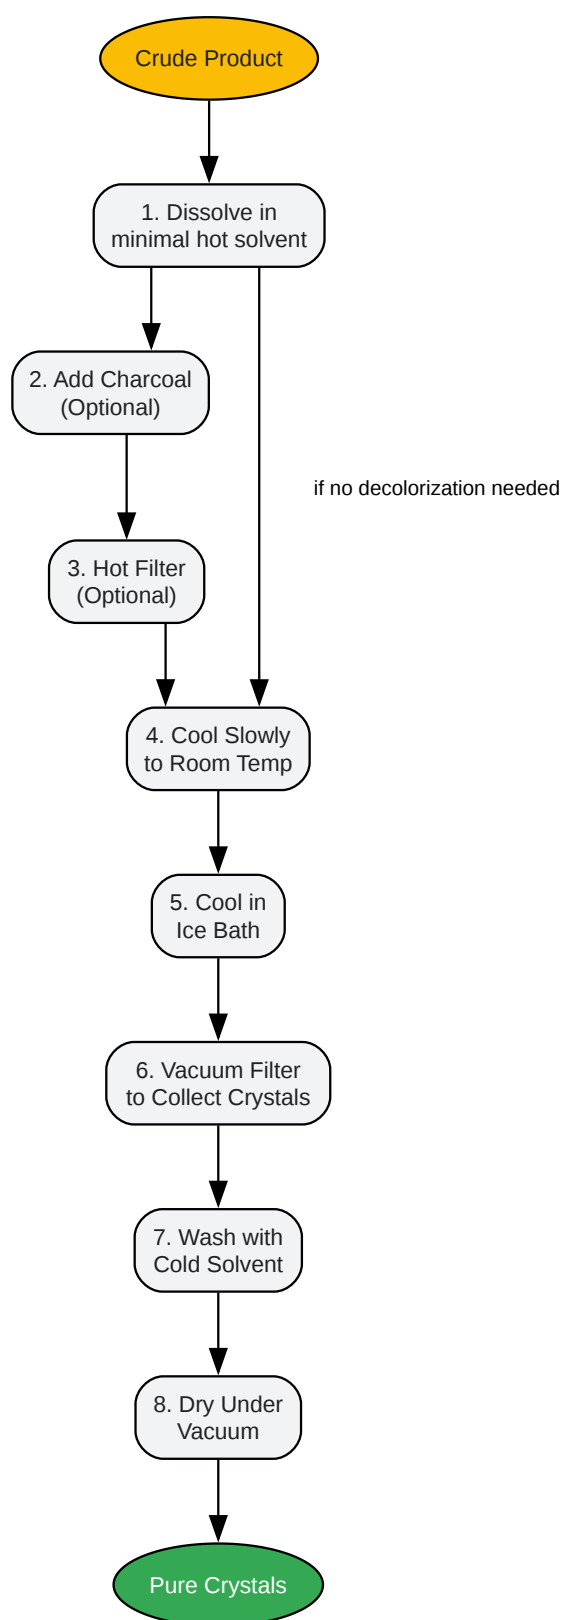 Crude Product
1. Dissolve in
minimal hot solvent
2. Add Charcoal
(Optional)
if no decolorization needed
3. Hot Filter
(Optional)
4. Cool Slowly
to Room Temp
5. Cool in
Ice Bath
6. Vacuum Filter
to Collect Crystals
7. Wash with
Cold Solvent
8. Dry Under
Vacuum
Pure Crystals